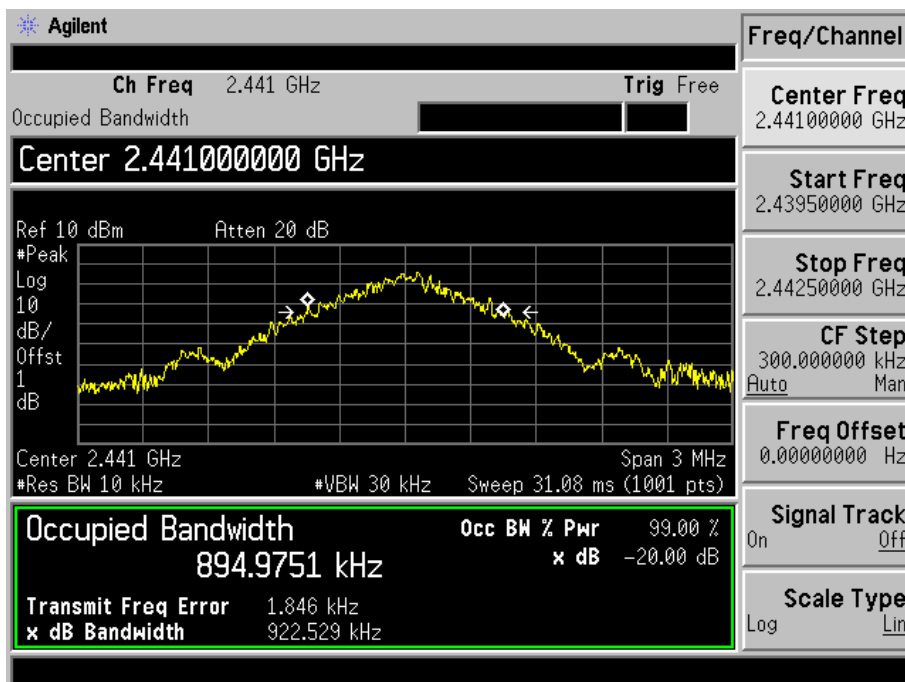 Agilent
Freq/Channel
Ch Freq 2.441 GHz Trig Free
Occupied Bandwidth
Center 2.441000000 GHz
Ref 10 dBm Atten 20 dB
#Peak
Log
10
dB/
Offst
1
dB
Center 2.441 GHz Span 3 MHz
#Res BW 10 kHz #VBW 30 kHz Sweep 31.08 ms (1001 pts)
Occupied Bandwidth Occ BW % Pwr 99.00 %
894.9751 kHz x dB -20.00 dB
Transmit Freq Error 1.846 kHz
x dB Bandwidth 922.529 kHz
Center Freq
2.44100000 GHz
Start Freq
2.43950000 GHz
Stop Freq
2.44250000 GHz
CF Step
300.000000 kHz
Auto Man
Freq Offset
0.00000000 Hz
Signal Track
On Off
Scale Type
Log Lin